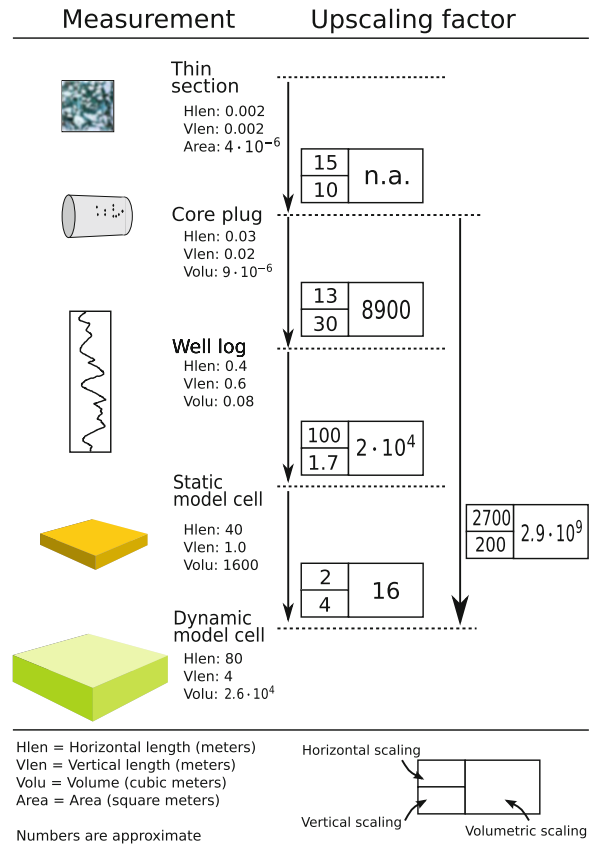 Measurement Upscaling factor
Thin
section
Hlen: 0.002
Vlen: 0.002
Area: 4·10⁻⁶
15
10
n.a.
Core plug
Hlen: 0.03
Vlen: 0.02
Volu: 9·10⁻⁶
13
30
8900
Well log
Hlen: 0.4
Vlen: 0.6
Volu: 0.08
100
1.7
2·10⁴
Static
model cell
Hlen: 40
Vlen: 1.0
Volu: 1600
2700
200
2.9·10⁹
2
4
16
Dynamic
model cell
Hlen: 80
Vlen: 4
Volu: 2.6·10⁴
Hlen = Horizontal length (meters)
Vlen = Vertical length (meters)
Volu = Volume (cubic meters)
Area = Area (square meters)
Numbers are approximate
Horizontal scaling
Vertical scaling
Volumetric scaling